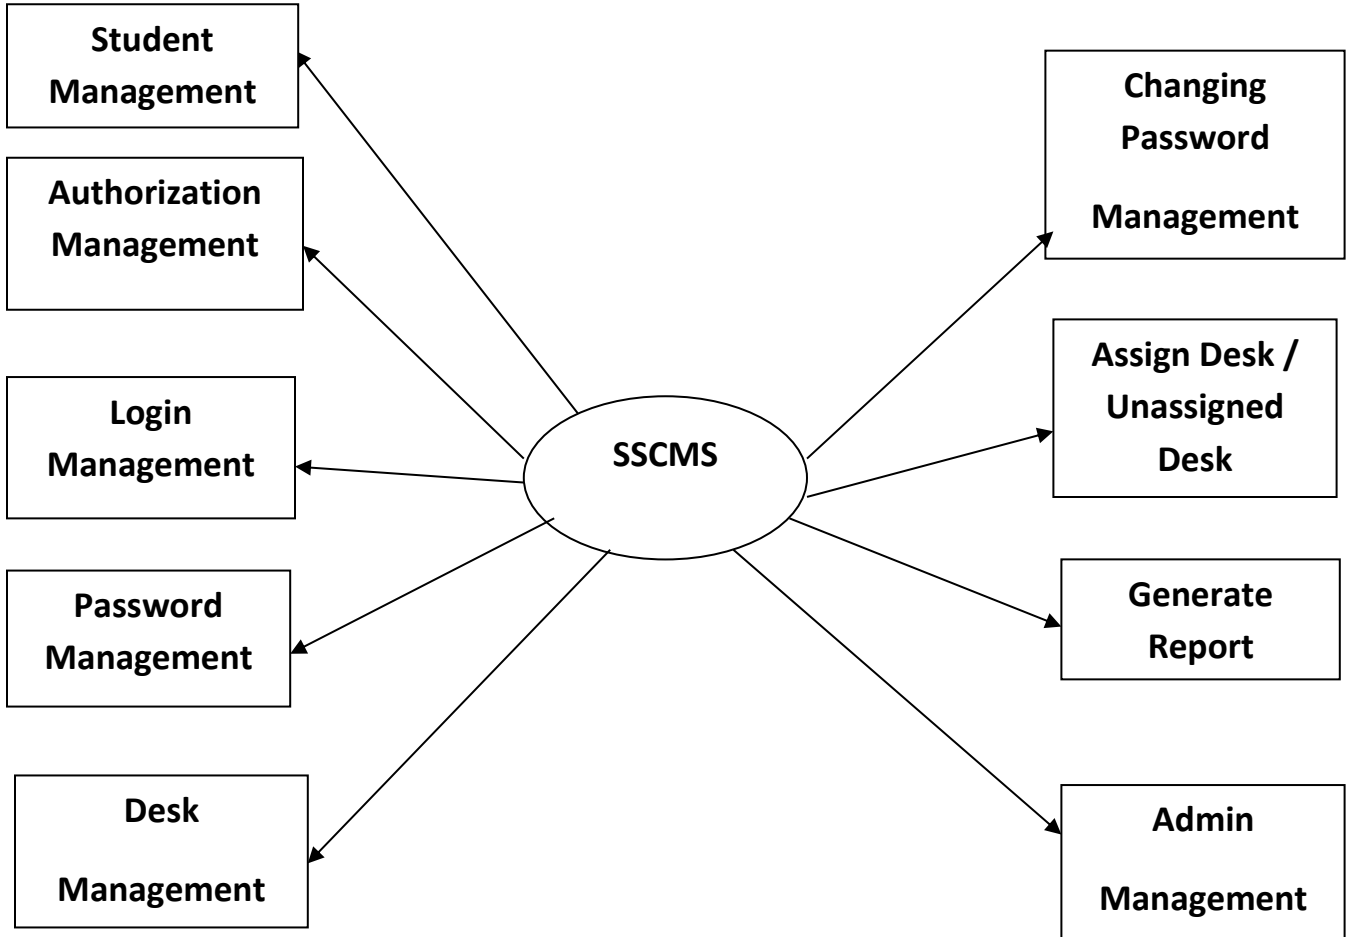 Student
Management
Authorization
Management
Login
Management
Password
Management
Desk
Management
SSCMS
Changing
Password
Management
Assign Desk /
Unassigned
Desk
Generate
Report
Admin
Management